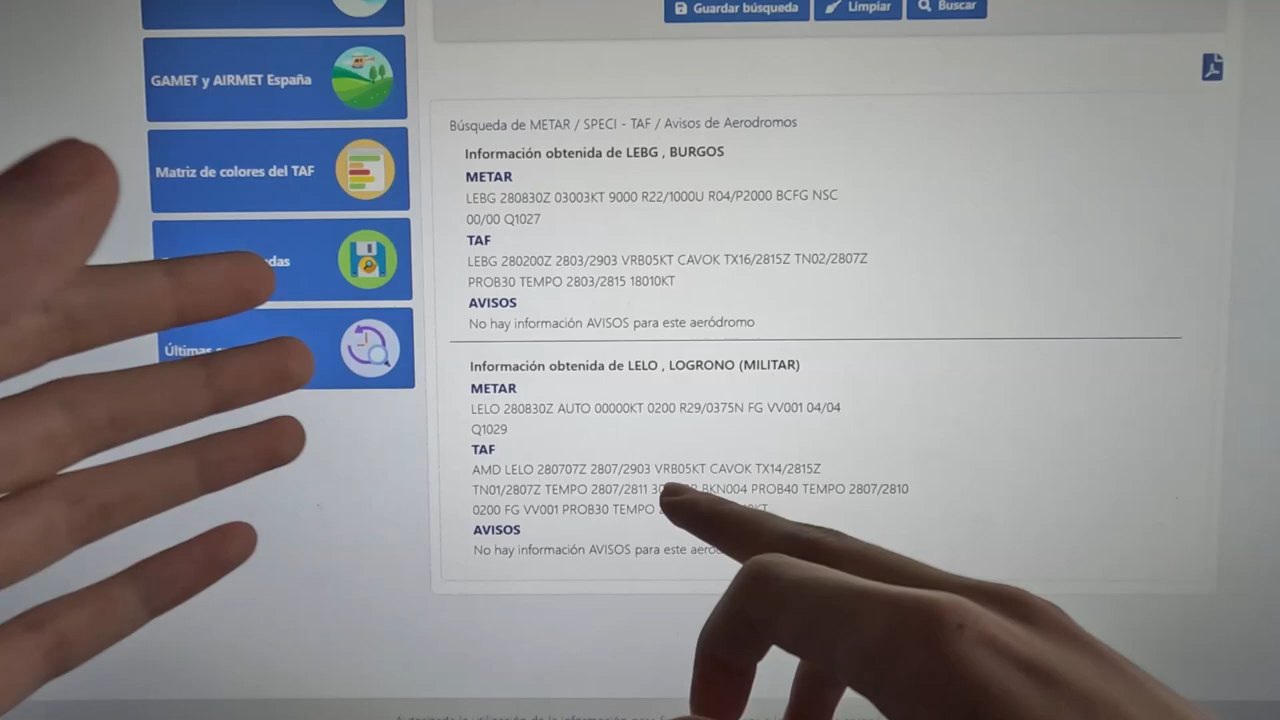 Guardar búsqueda
Limpiar
Buscar
GAMET y AIRMET España
Matriz de colores del TAF
Últimas
Búsqueda de METAR / SPECI - TAF / Avisos de Aerodromos
Información obtenida de LEBG , BURGOS
METAR
LEBG 280830Z 03003KT 9000 R22/1000U R04/P2000 BCFG NSC
00/00 Q1027
TAF
LEBG 280200Z 2803/2903 VRB05KT CAVOK TX16/2815Z TN02/2807Z
PROB30 TEMPO 2803/2815 18010KT
AVISOS
No hay información AVISOS para este aeródromo
Información obtenida de LELO , LOGRONO (MILITAR)
METAR
LELO 280830Z AUTO 00000KT 0200 R29/0375N FG VV001 04/04
Q1029
TAF
AMD LELO 280707Z 2807/2903 VRB05KT CAVOK TX14/2815Z
TN01/2807Z TEMPO 2807/2811 BKN004 PROB40 TEMPO 2807/2810
0200 FG VV001 PROB30 TEMPO
AVISOS
No hay información AVISOS para este